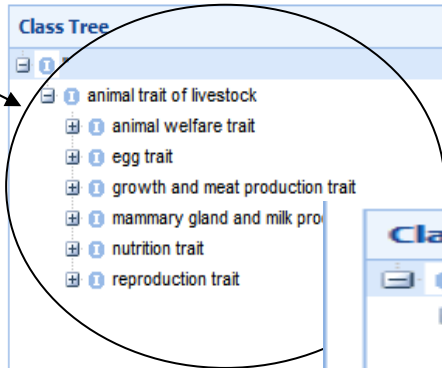 Class Tree
animal trait of livestock
animal welfare trait
egg trait
growth and meat production trait
mammary gland and milk pro
nutrition trait
reproduction trait
Cla